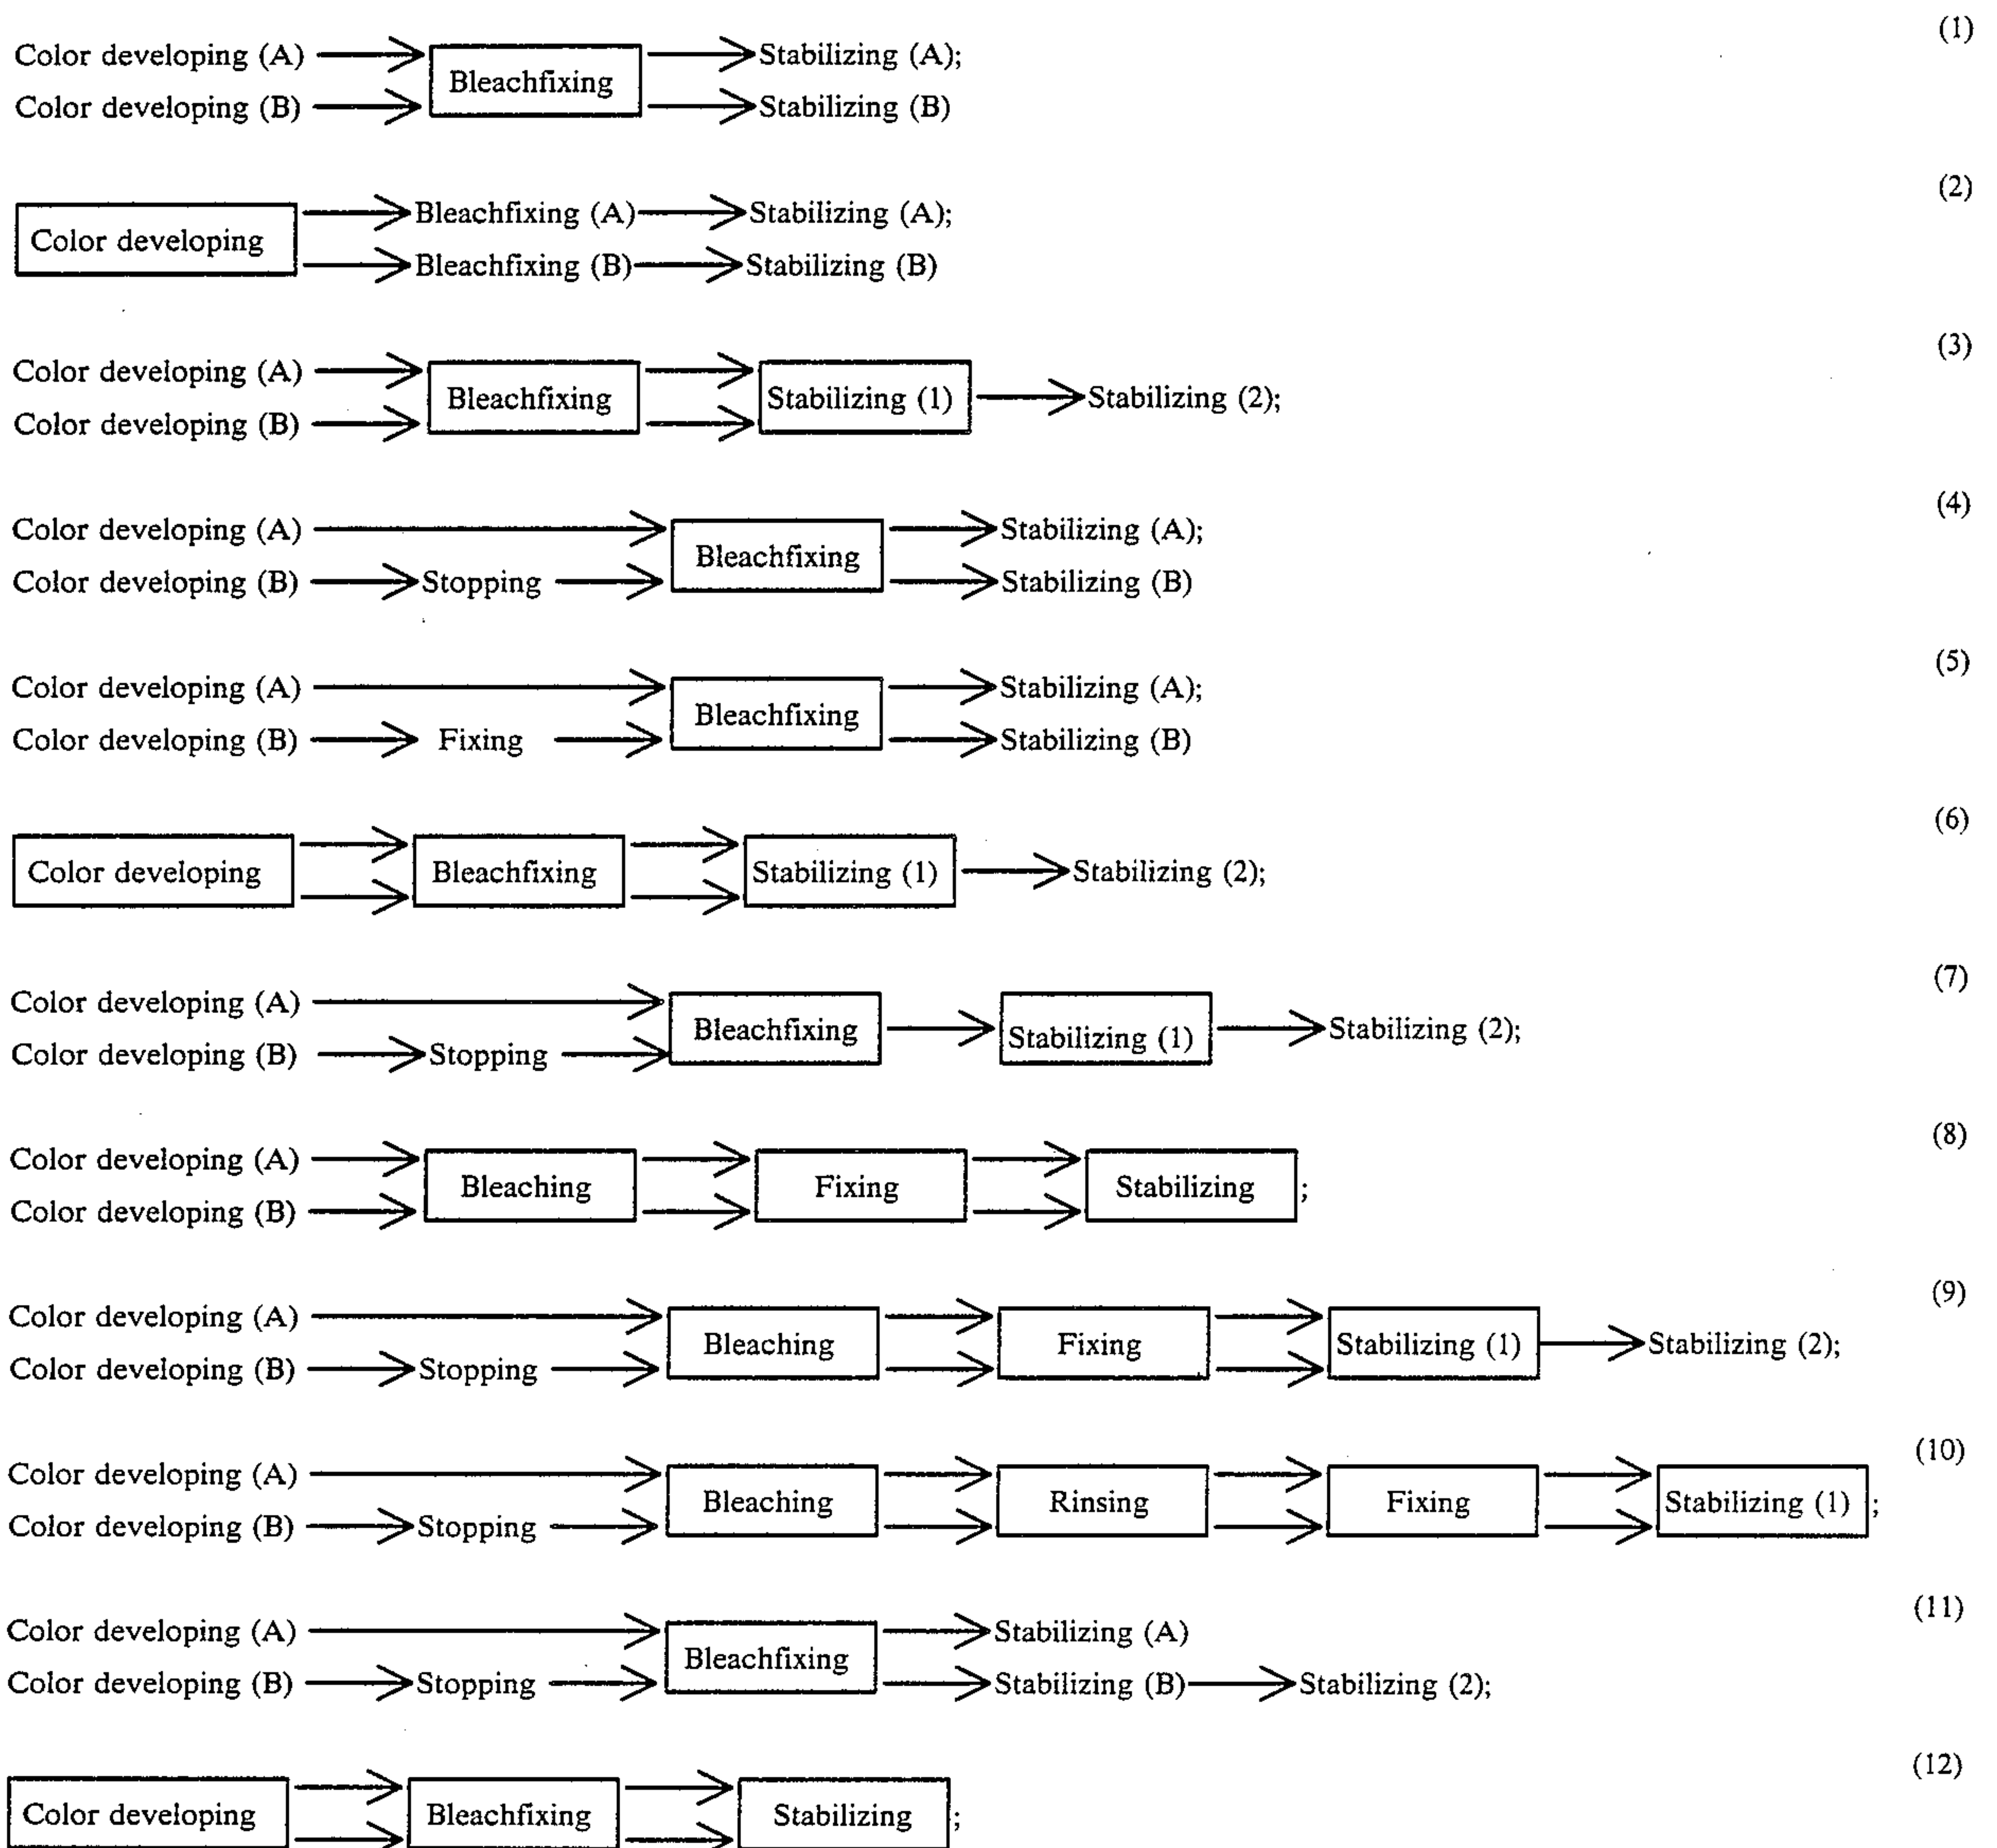 (1)
Color developing (A) Bleachfixing Stabilizing (A);
Color developing (B) Stabilizing (B)
(2)
Color developing Bleachfixing (A) Stabilizing (A);
Bleachfixing (B) Stabilizing (B)
(3)
Color developing (A) Bleachfixing Stabilizing (1) Stabilizing (2);
Color developing (B)
(4)
Color developing (A) Bleachfixing Stabilizing (A);
Color developing (B) Stopping Stabilizing (B)
(5)
Color developing (A) Bleachfixing Stabilizing (A);
Color developing (B) Fixing Stabilizing (B)
(6)
Color developing Bleachfixing Stabilizing (1) Stabilizing (2);
(7)
Color developing (A) Bleachfixing Stabilizing (1) Stabilizing (2);
Color developing (B) Stopping
(8)
Color developing (A) Bleaching Fixing Stabilizing ;
Color developing (B)
(9)
Color developing (A) Bleaching Fixing Stabilizing (1) Stabilizing (2);
Color developing (B) Stopping
(10)
Color developing (A) Bleaching Rinsing Fixing Stabilizing (1) ;
Color developing (B) Stopping
(11)
Color developing (A) Bleachfixing Stabilizing (A)
Color developing (B) Stopping Stabilizing (B) Stabilizing (2);
(12)
Color developing Bleachfixing Stabilizing ;